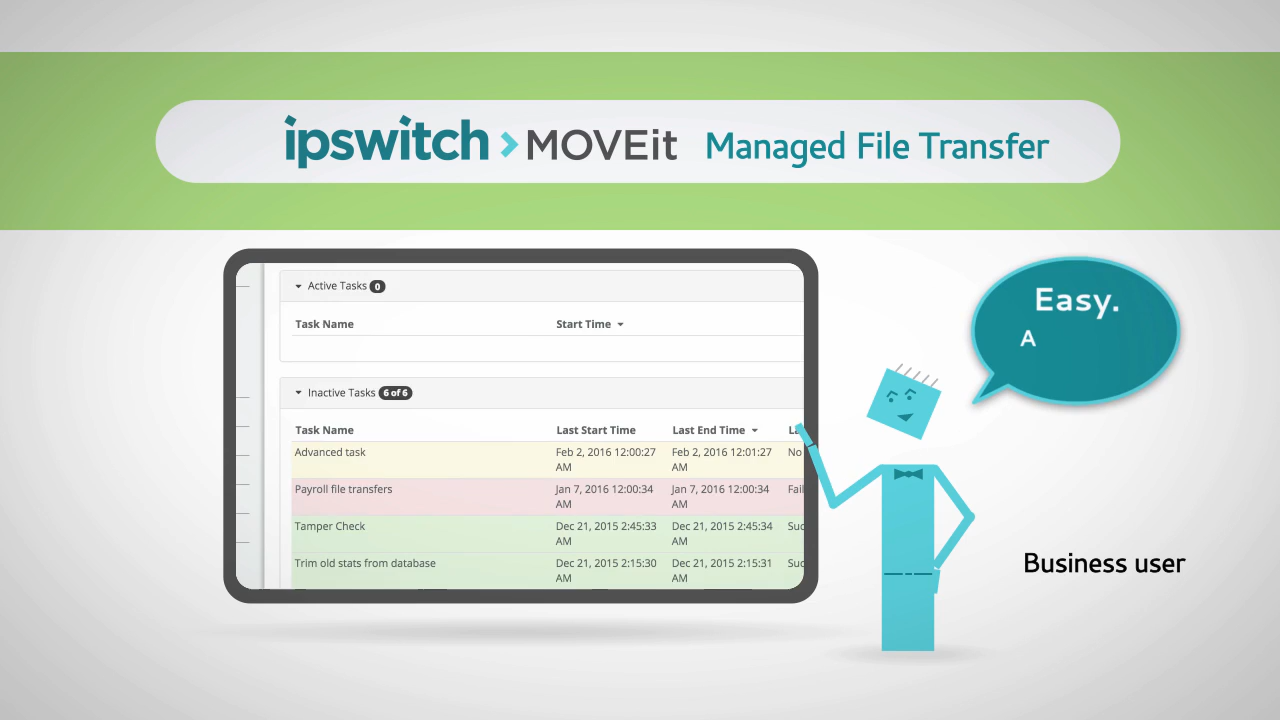 ipswitch MOVEit Managed File Transfer
Active Tasks 0
Task Name Start Time
Inactive Tasks 6 of 6
Task Name Last Start Time Last End Time
Advanced task Feb 2, 2016 12:00:27 AM Feb 2, 2016 12:01:27 AM No
Payroll file transfers Jan 7, 2016 12:00:34 AM Jan 7, 2016 12:00:34 AM Fail
Tamper Check Dec 21, 2015 2:45:33 AM Dec 21, 2015 2:45:34 AM Suc
Trim old stats from database Dec 21, 2015 2:15:30 AM Dec 21, 2015 2:15:31 AM Suc
Easy.
A
Business user